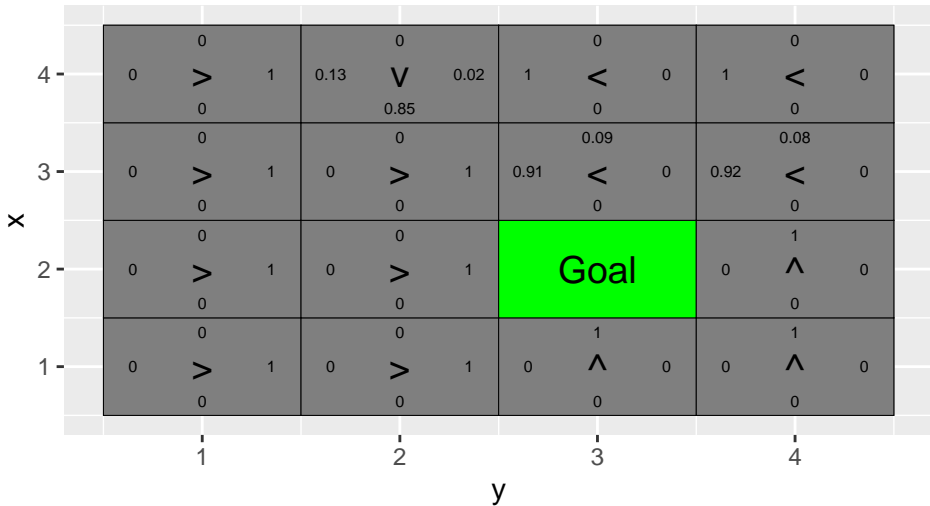 0 0 0 0
4 0 > 1 0.13 V 0.02 1 < 0 1 < 0
0 0.85 0 0
0 0 0.09 0.08
3 0 > 1 0 > 1 0.91 < 0 0.92 < 0
0 0 0 0
0 0 1
2 0 > 1 0 > 1 Goal 0 ^ 0
0 0 0
0 0 1 1
1 0 > 1 0 > 1 0 ^ 0 0 ^ 0
0 0 0 0
x
1 2 3 4
y